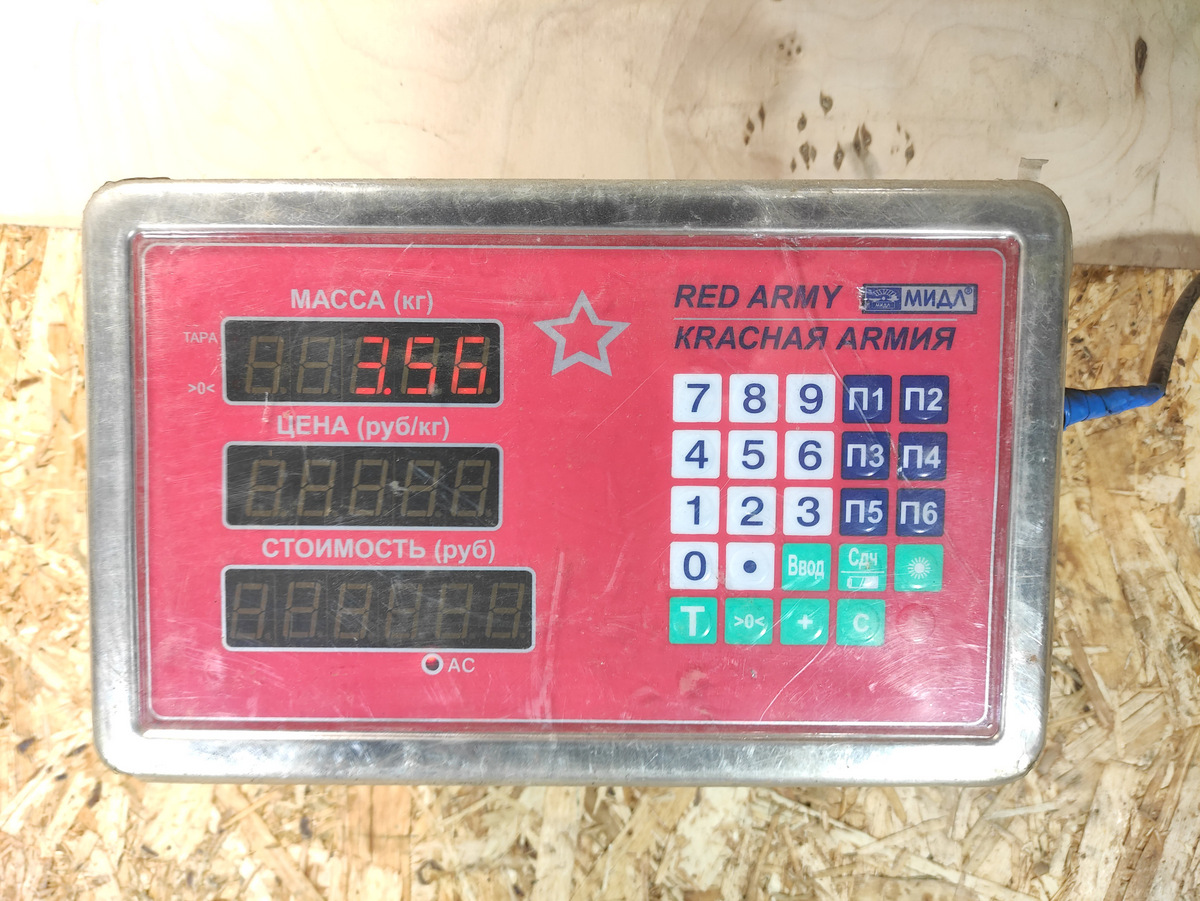 МАССА (кг)
ТАРА
3.56
>0<
ЦЕНА (руб/кг)
СТОИМОСТЬ (руб)
AC
RED ARMY МИДЛ®
КRАСНАЯ АRМИЯ
7 8 9 П1 П2
4 5 6 П3 П4
1 2 3 П5 П6
0 • Ввод Сдч
T >0< + C